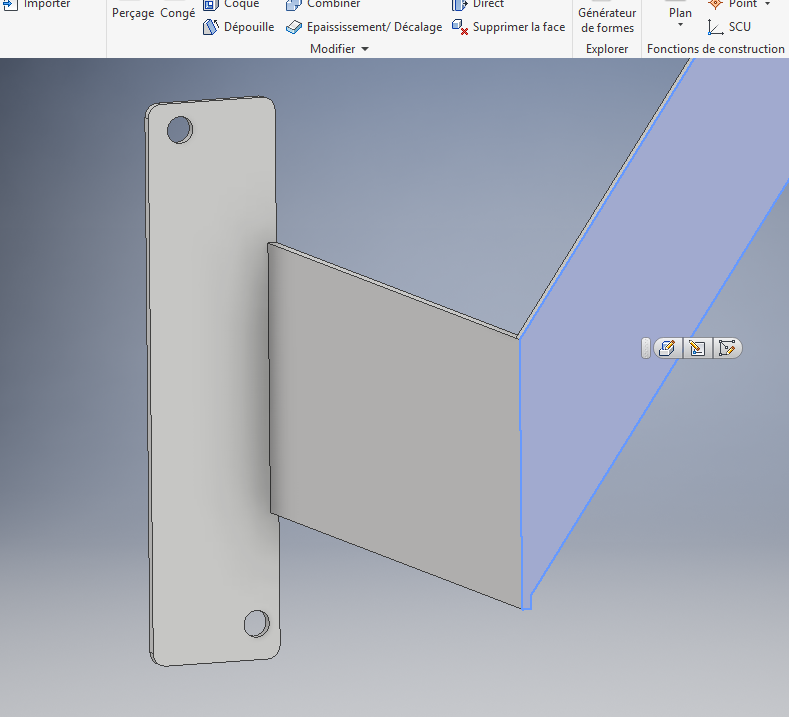 Importer
Coque
Combiner
Direct
Point
Perçage
Congé
Générateur
de formes
Plan
Dépouille
Epaississement/ Décalage
Supprimer la face
SCU
Modifier
Explorer
Fonctions de construction